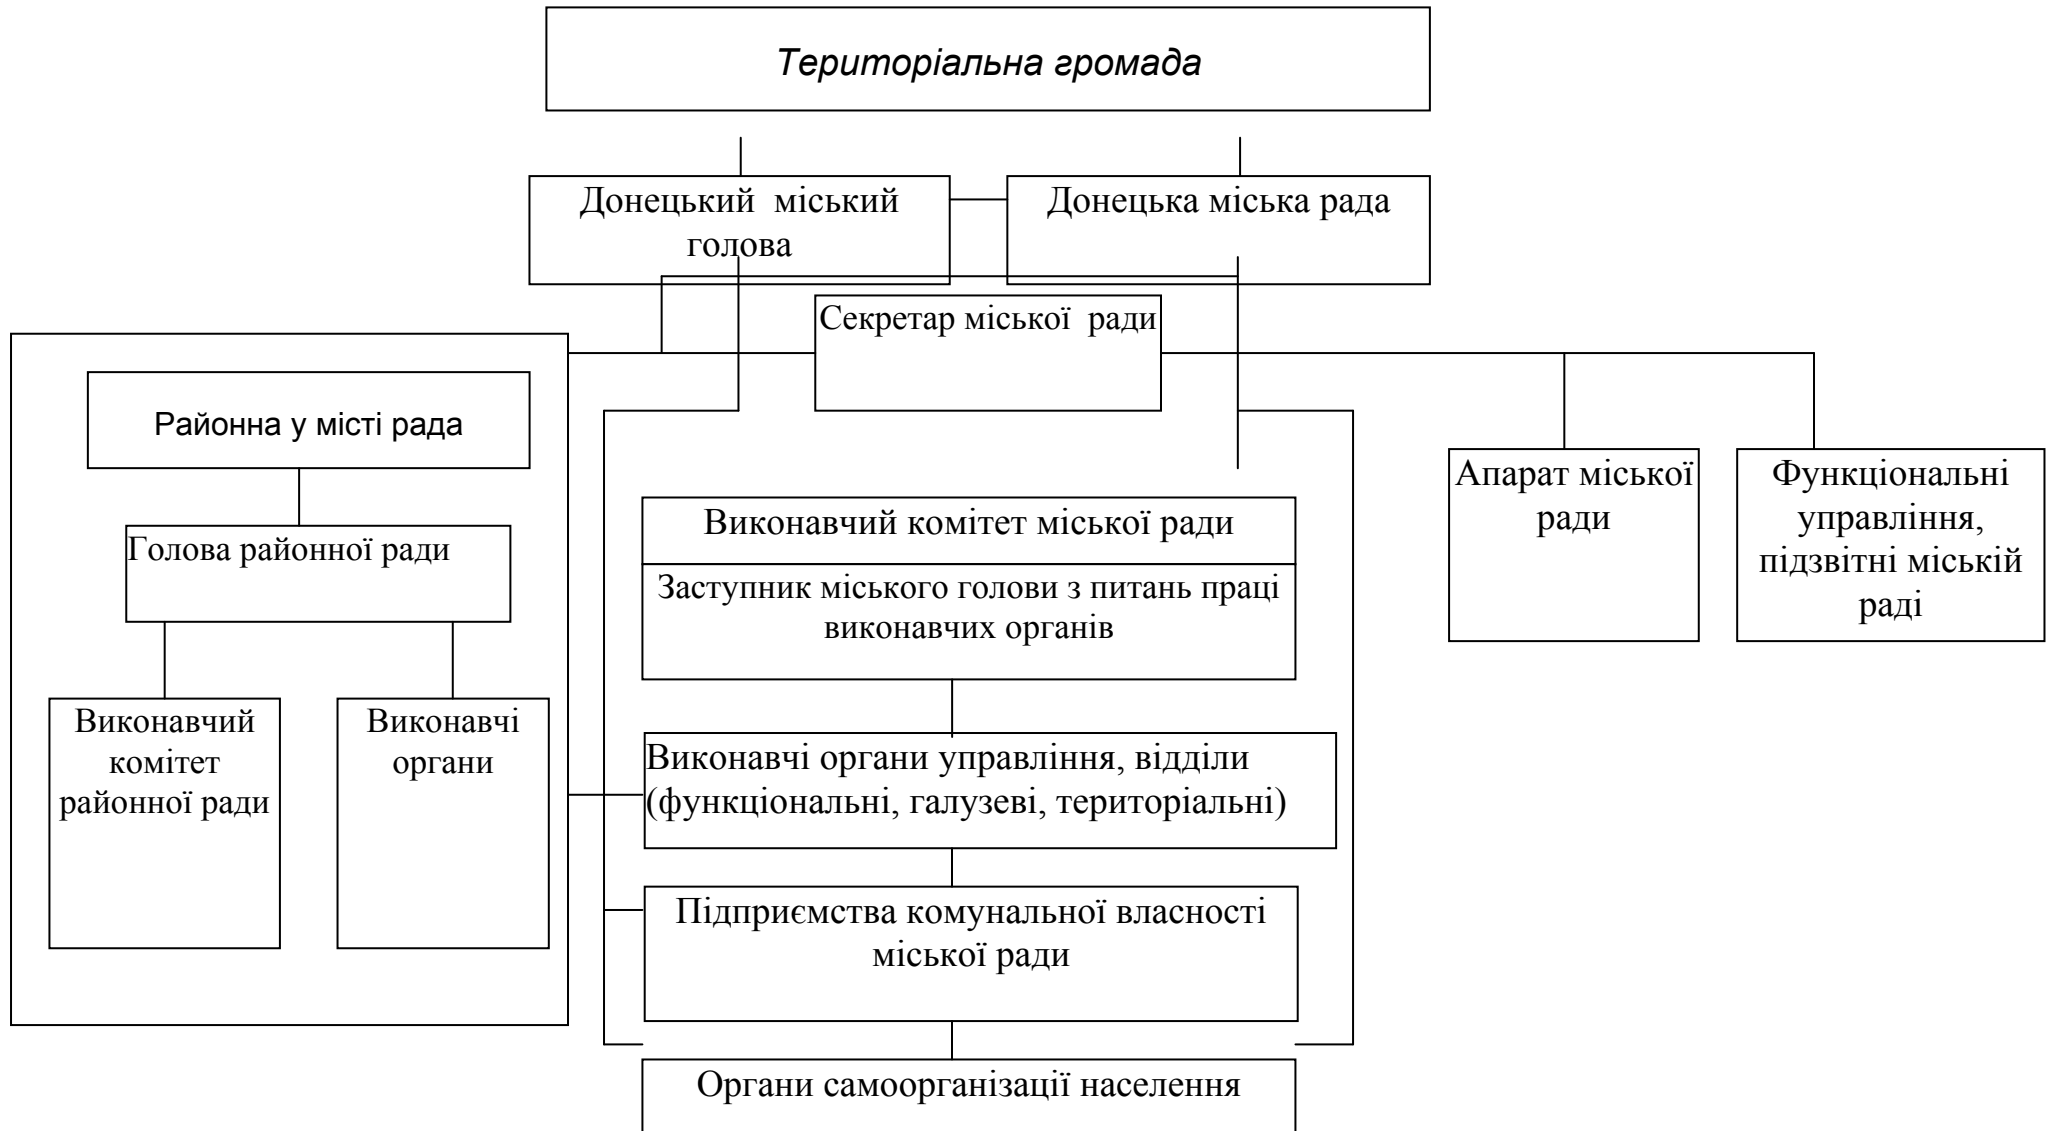 Територіальна громада
Донецький міський
голова
Донецька міська рада
Секретар міської ради
Районна у місті рада
Голова районної ради
Виконавчий
комітет
районної ради
Виконавчі
органи
Виконавчий комітет міської ради
Заступник міського голови з питань праці
виконавчих органів
Виконавчі органи управління, відділи
(функціональні, галузеві, територіальні)
Підприємства комунальної власності
міської ради
Органи самоорганізації населення
Апарат міської
ради
Функціональні
управління,
підзвітні міській
раді